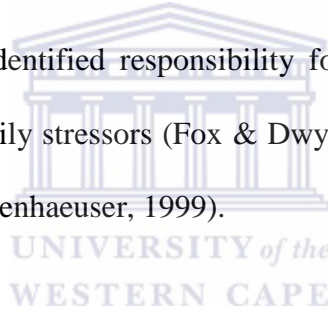 dentified responsibility fo
ily stressors (Fox & Dwy
enhaeuser, 1999).
UNIVERSITY of the
WESTERN CAPE